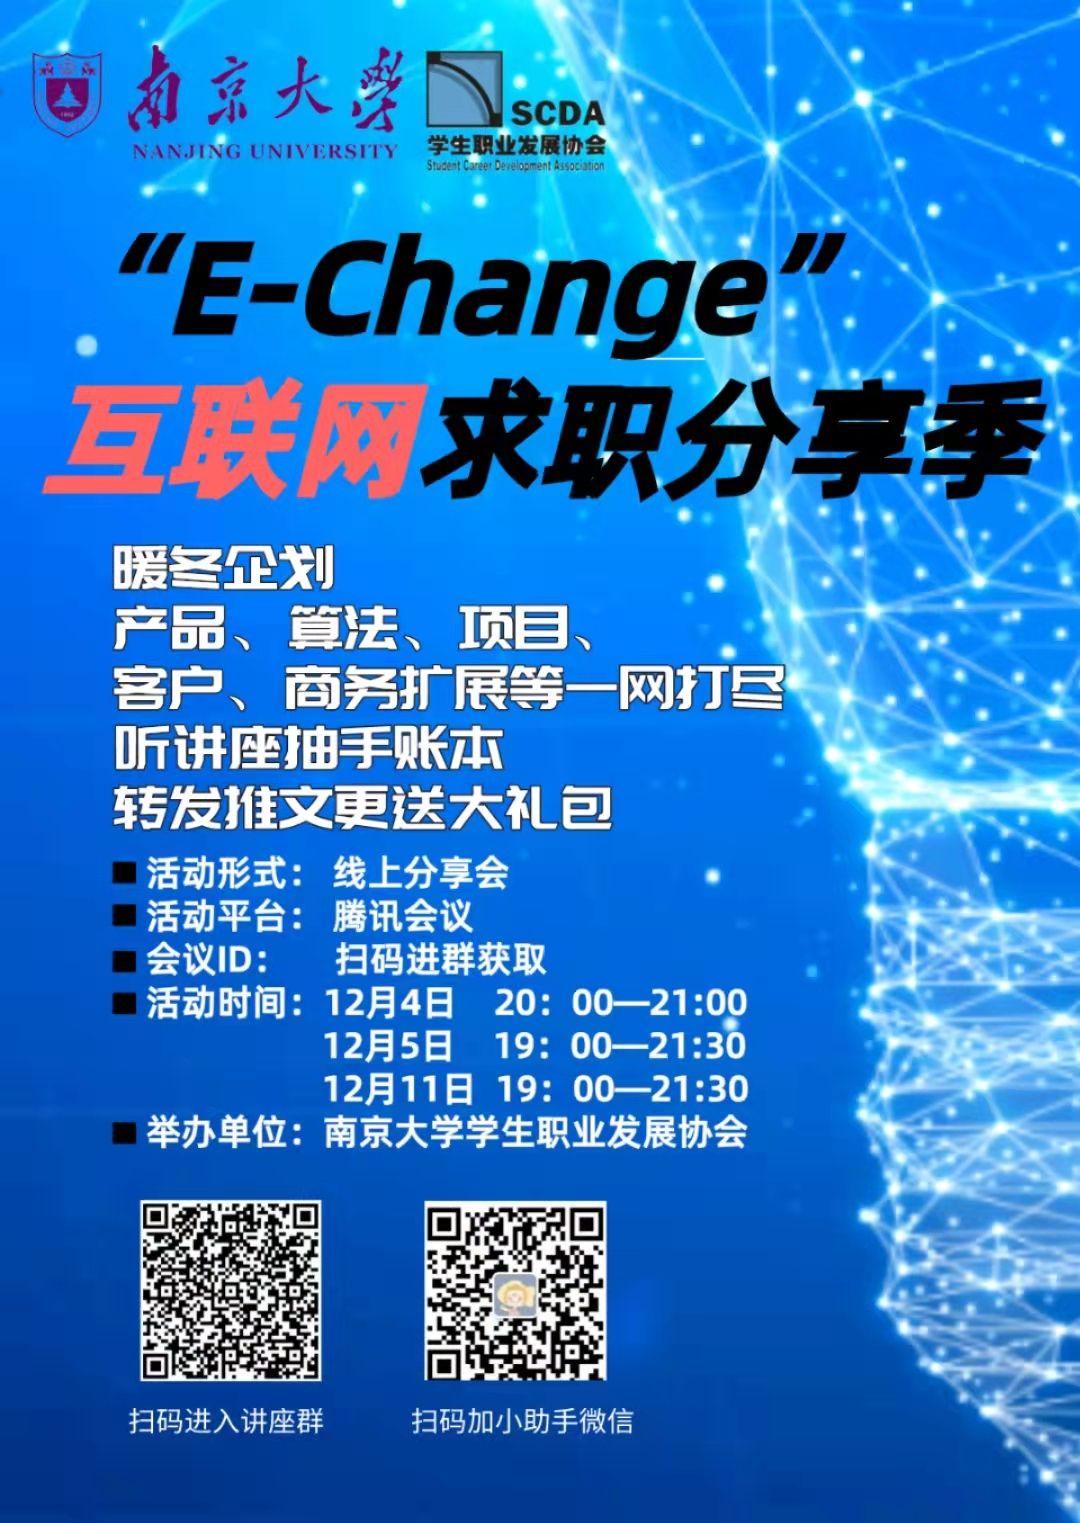 南京大學
NANJING UNIVERSITY
SCDA
学生职业发展协会
Student Career Development Association
“E-Change”
互联网求职分享季
暖冬企划
产品、算法、项目、
客户、商务扩展等一网打尽
听讲座抽手账本
转发推文更送大礼包
活动形式： 线上分享会
活动平台： 腾讯会议
会议ID： 扫码进群获取
活动时间：12月4日 20：00—21:00
12月5日 19：00—21:30
12月11日 19：00—21:30
举办单位：南京大学学生职业发展协会
扫码进入讲座群
扫码加小助手微信